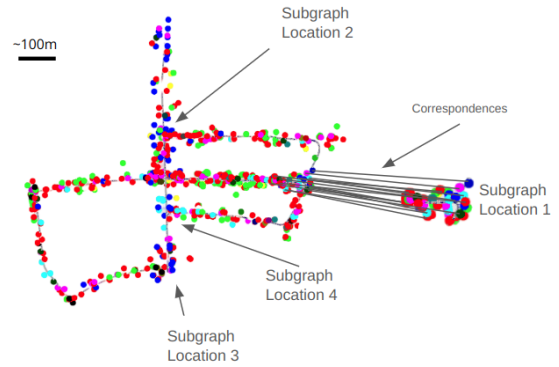 Subgraph
Location 2
~100m
Correspondences
Subgraph
Location 1
Subgraph
Location 4
Subgraph
Location 3